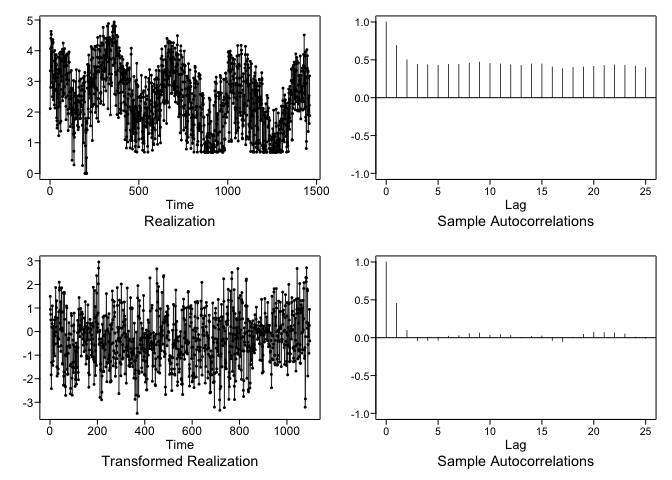 5
4
3
2
1
0
0 500 1000 1500
Time
Realization
1.0
0.5
0.0
-0.5
-1.0
0 5 10 15 20 25
Lag
Sample Autocorrelations
3
2
1
0
-1
-2
-3
0 200 400 600 800 1000
Time
Transformed Realization
1.0
0.5
0.0
-0.5
-1.0
0 5 10 15 20 25
Lag
Sample Autocorrelations